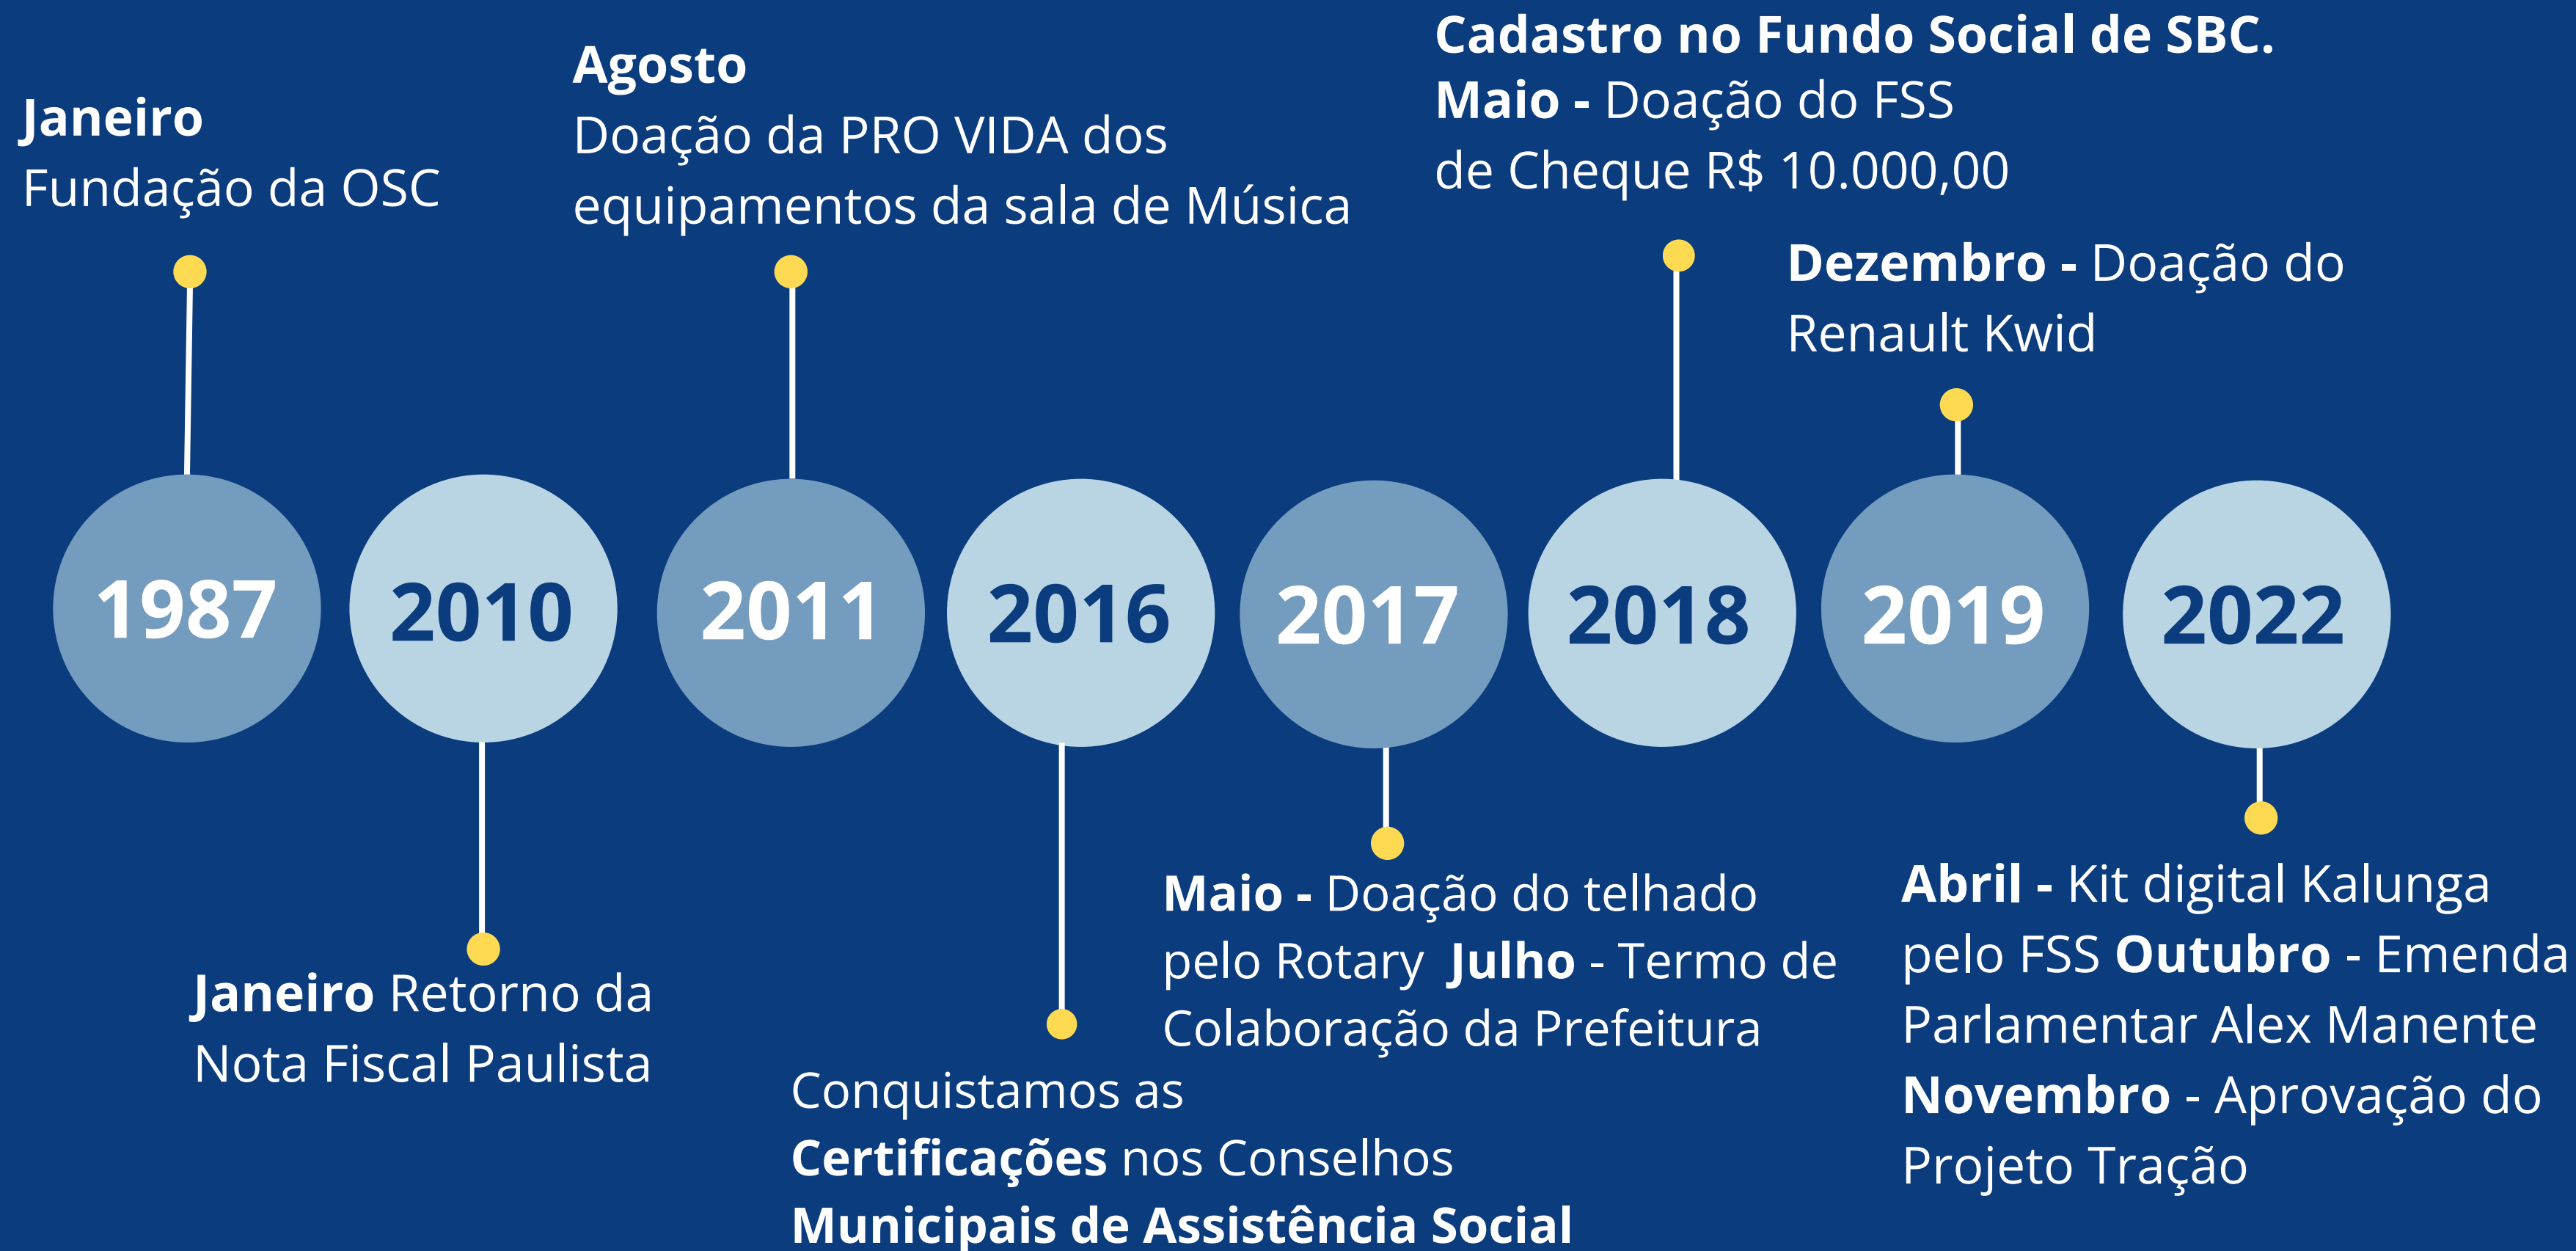 Janeiro
Fundação da OSC
Agosto
Doação da PRO VIDA dos
equipamentos da sala de Música
Cadastro no Fundo Social de SBC.
Maio - Doação do FSS
de Cheque R$ 10.000,00
Dezembro - Doação do
Renault Kwid
1987
2010
2011
2016
2017
2018
2019
2022
Janeiro Retorno da
Nota Fiscal Paulista
Conquistamos as
Certificações nos Conselhos
Municipais de Assistência Social
Maio - Doação do telhado
pelo Rotary Julho - Termo de
Colaboração da Prefeitura
Abril - Kit digital Kalunga
pelo FSS Outubro - Emenda
Parlamentar Alex Manente
Novembro - Aprovação do
Projeto Tração